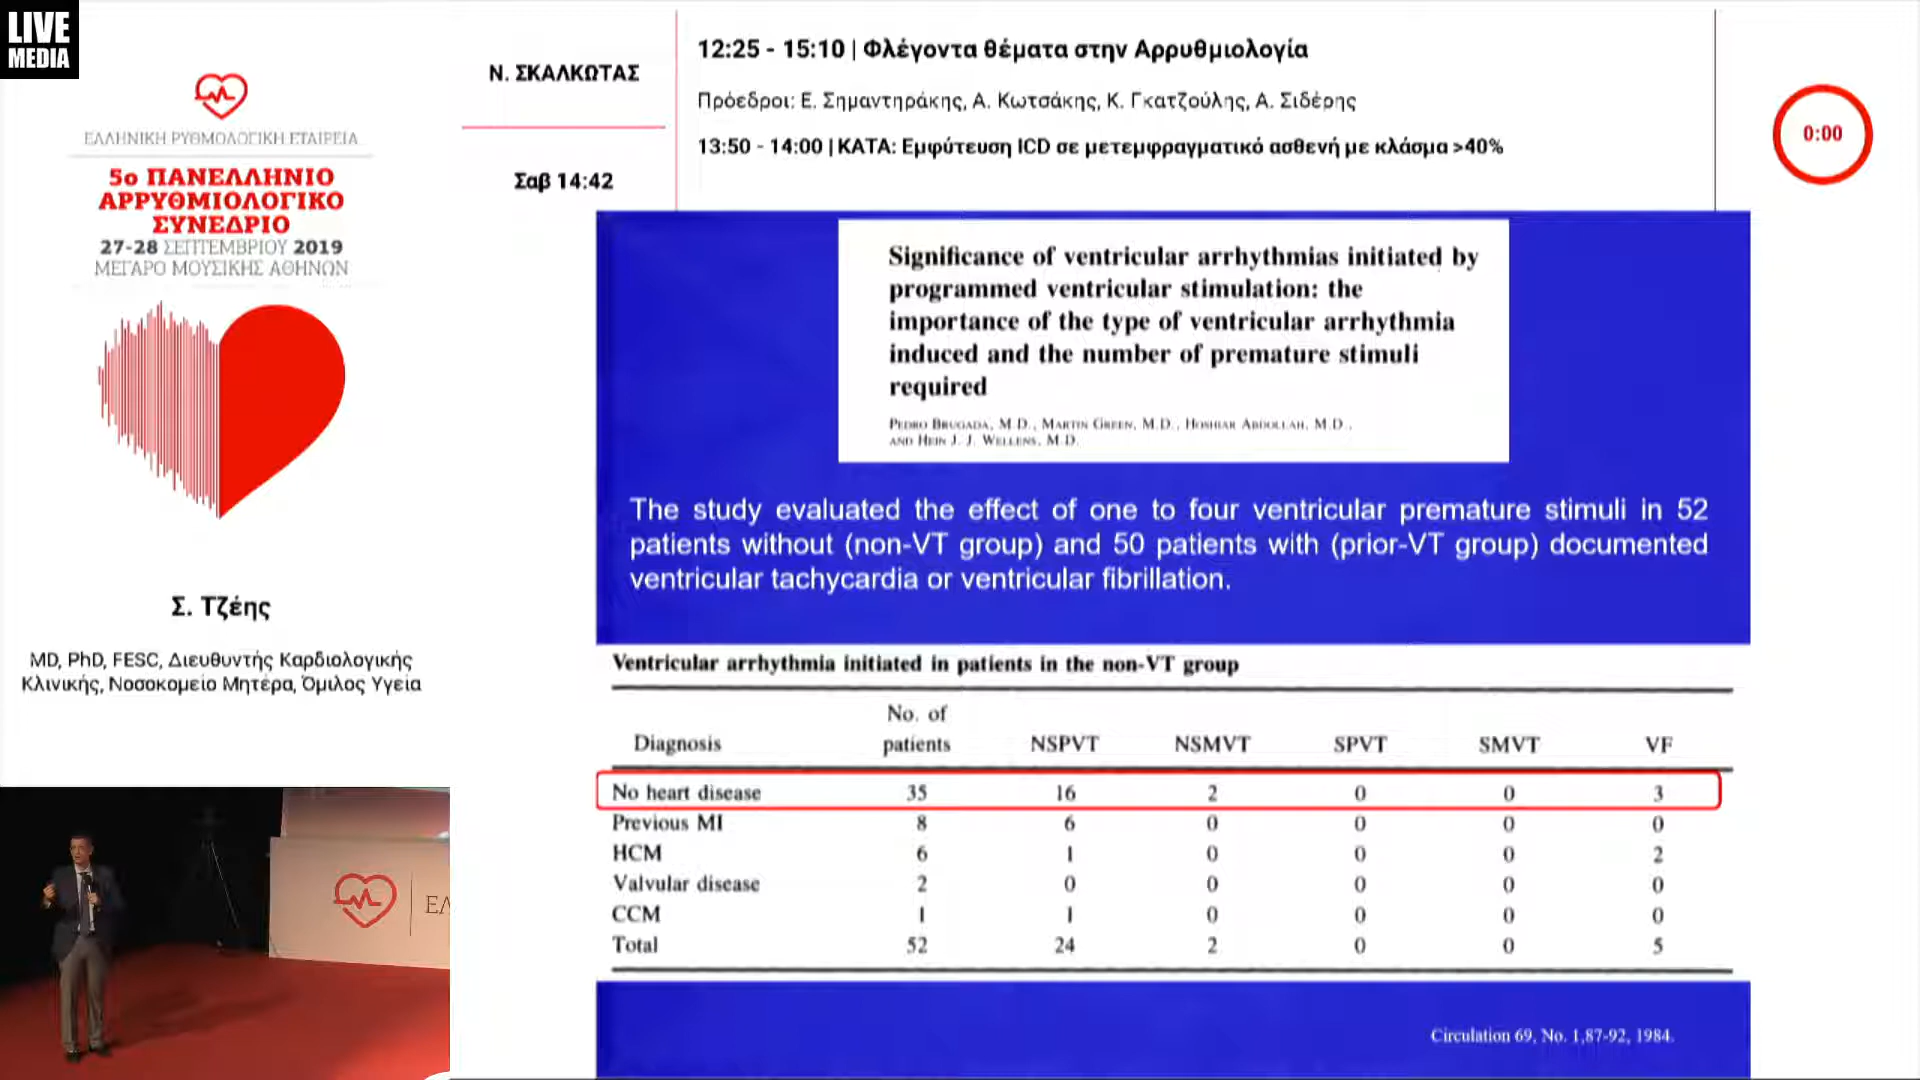 LIVE
MEDIA
ΕΛΛΗΝΙΚΗ ΡΥΘΜΟΛΟΓΙΚΗ ΕΤΑΙΡΕΙΑ
5ο ΠΑΝΕΛΛΗΝΙΟ
ΑΡΡΥΘΜΙΟΛΟΓΙΚΟ
ΣΥΝΕΔΡΙΟ
27-28 ΣΕΠΤΕΜΒΡΙΟΥ 2019
ΜΕΓΑΡΟ ΜΟΥΣΙΚΗΣ ΑΘΗΝΩΝ
Σ. Τζέης
MD, PhD, FESC, Διευθυντής Καρδιολογικής
Κλινικής, Νοσοκομείο Μητέρα, Όμιλος Υγεία
Ν. ΣΚΑΛΚΩΤΑΣ
Σαβ 14:42
12:25 - 15:10 | Φλέγοντα θέματα στην Αρρυθμιολογία
Πρόεδροι: Ε. Σημαντηράκης, Α. Κωτσάκης, Κ. Γκατζούλης, Α. Σιδέρης
13:50 - 14:00 | ΚΑΤΑ: Εμφύτευση ICD σε μετεμφραγματικό ασθενή με κλάσμα >40%
0:00
Significance of ventricular arrhythmias initiated by
programmed ventricular stimulation: the
importance of the type of ventricular arrhythmia
induced and the number of premature stimuli
required
PEDRO BRUGADA, M.D., MARTIN GREEN, M.D., HOSHIAR ABDOLLAH, M.D.,
AND HEIN J. J. WELLENS, M.D.
The study evaluated the effect of one to four ventricular premature stimuli in 52
patients without (non-VT group) and 50 patients with (prior-VT group) documented
ventricular tachycardia or ventricular fibrillation.
Ventricular arrhythmia initiated in patients in the non-VT group
No. of
Diagnosis patients NSPVT NSMVT SPVT SMVT VF
No heart disease 35 16 2 0 0 3
Previous MI 8 6 0 0 0 0
HCM 6 1 0 0 0 2
Valvular disease 2 0 0 0 0 0
CCM 1 1 0 0 0 0
Total 52 24 2 0 0 5
Circulation 69, No. 1,87-92, 1984.
ΕΛ